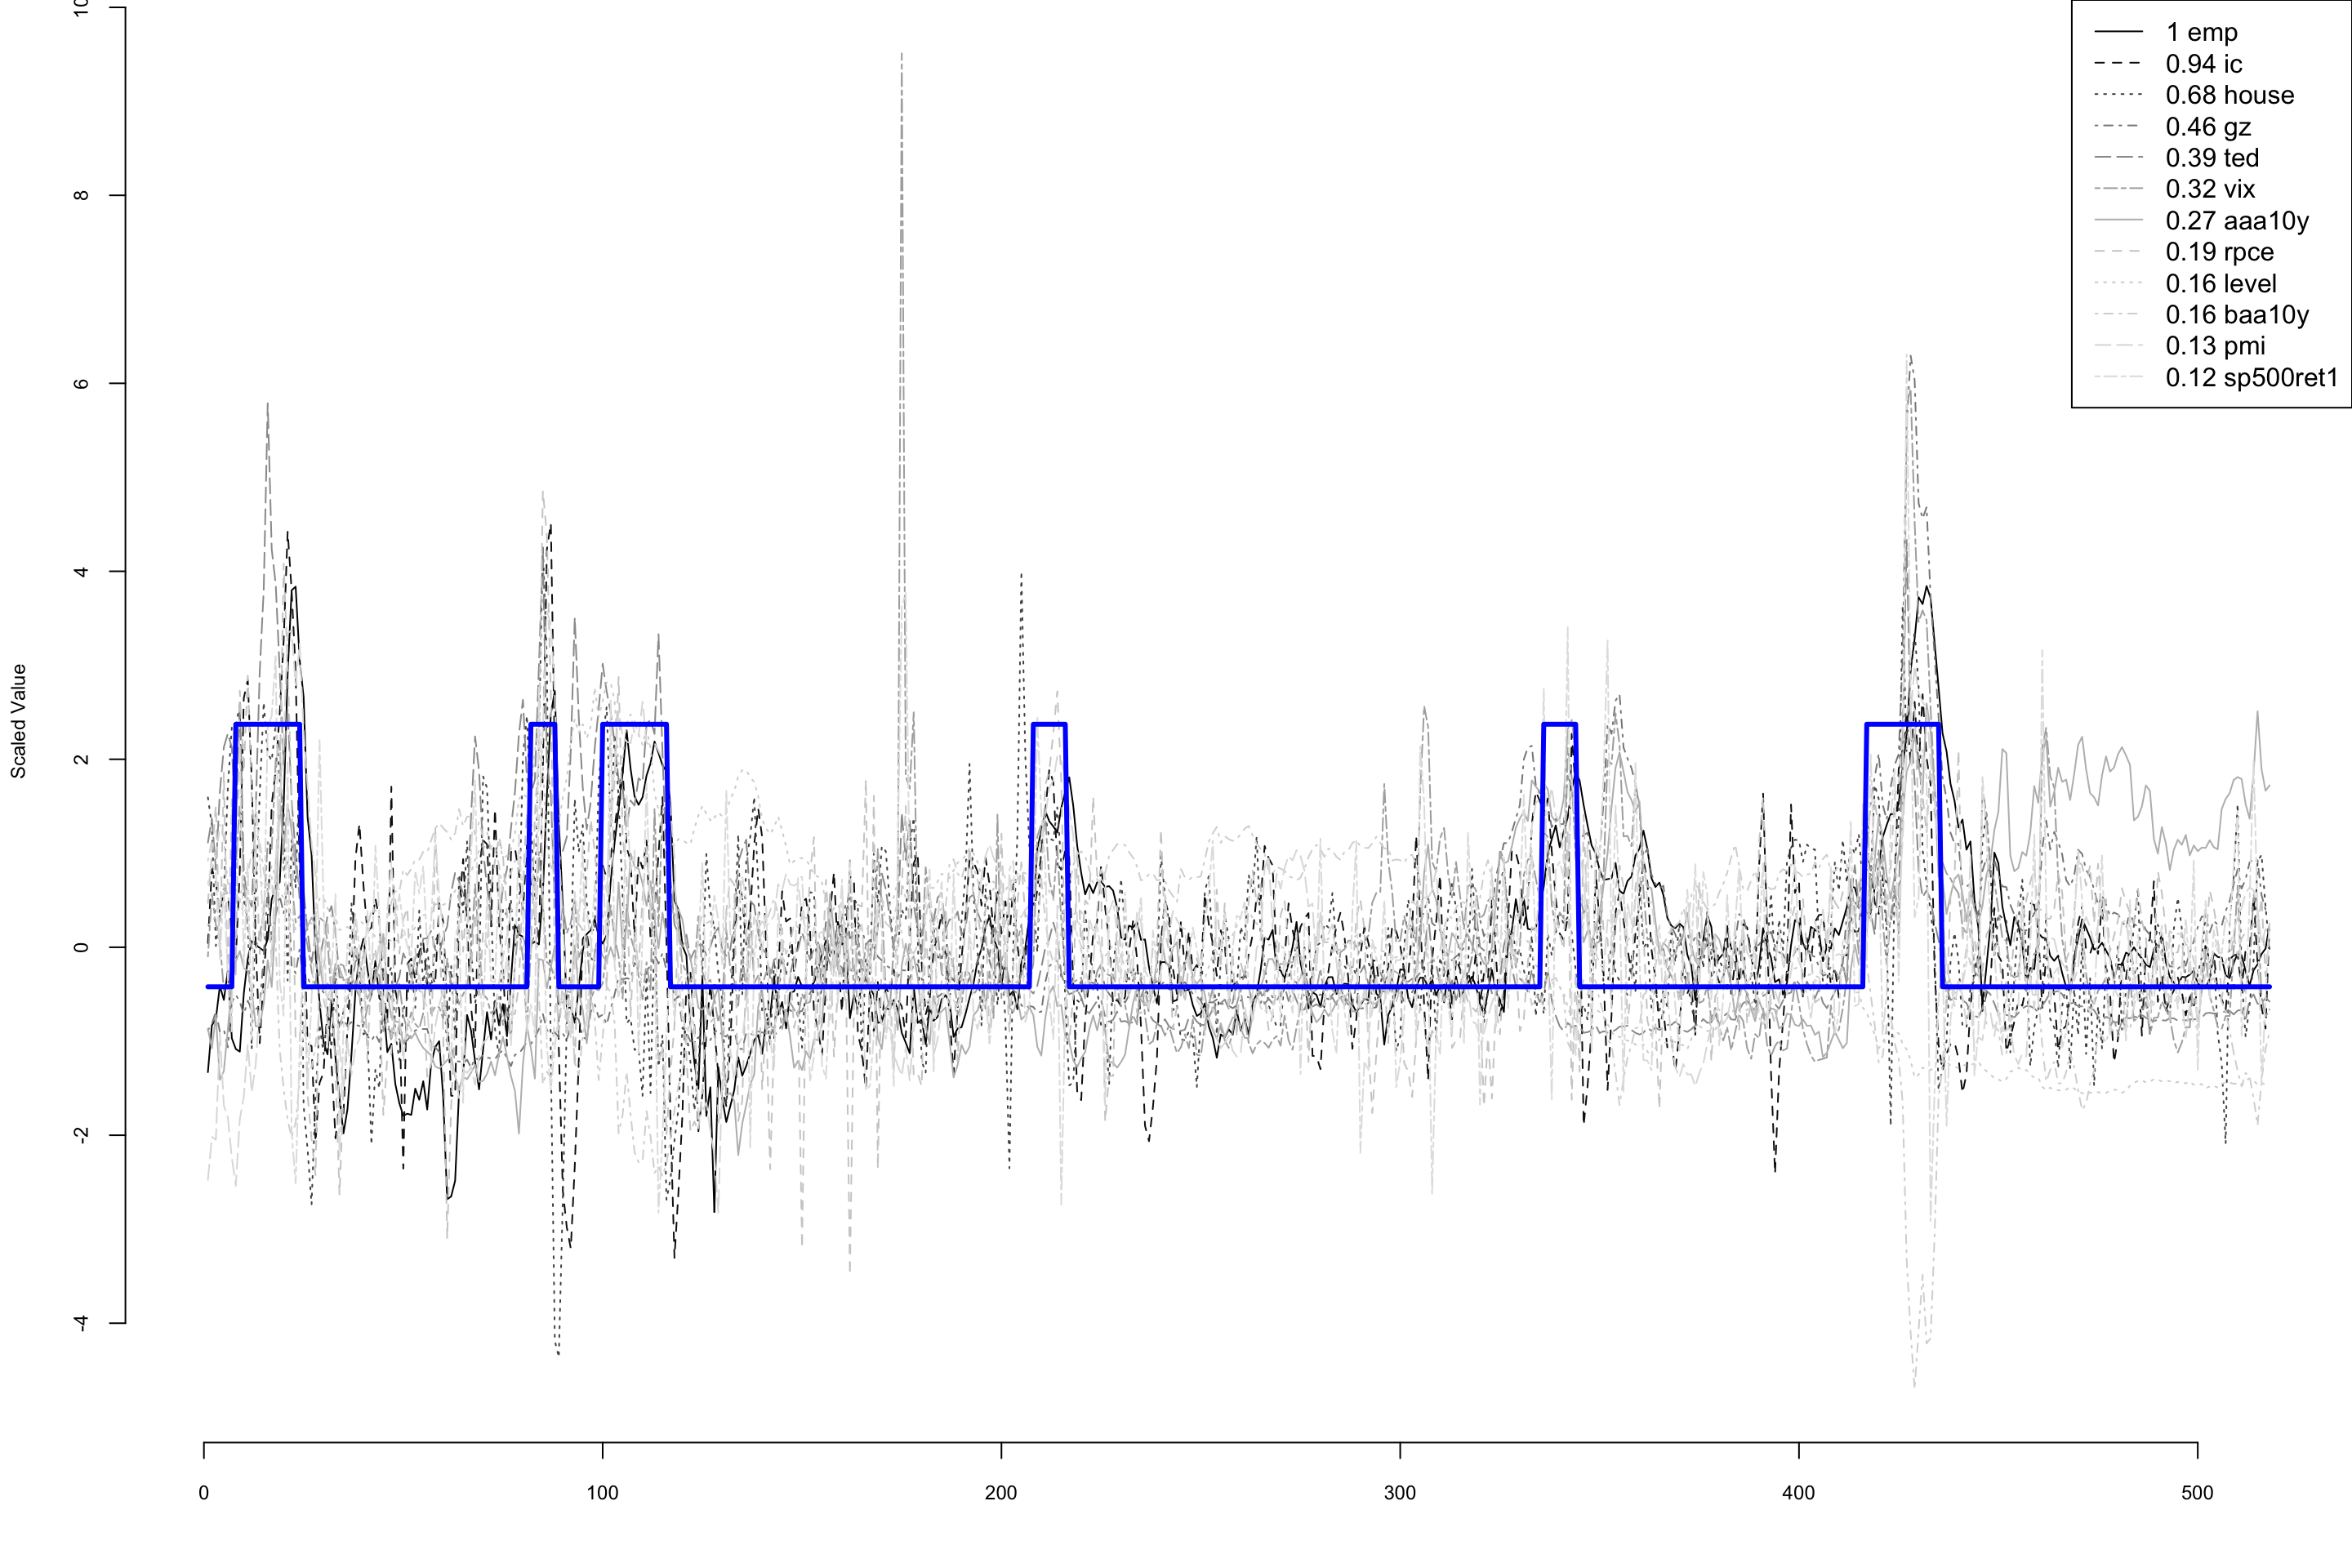 10
8
6
4
2
0
-2
-4
Scaled Value
0 100 200 300 400 500
1 emp
0.94 ic
0.68 house
0.46 gz
0.39 ted
0.32 vix
0.27 aaa10y
0.19 rpce
0.16 level
0.16 baa10y
0.13 pmi
0.12 sp500ret1